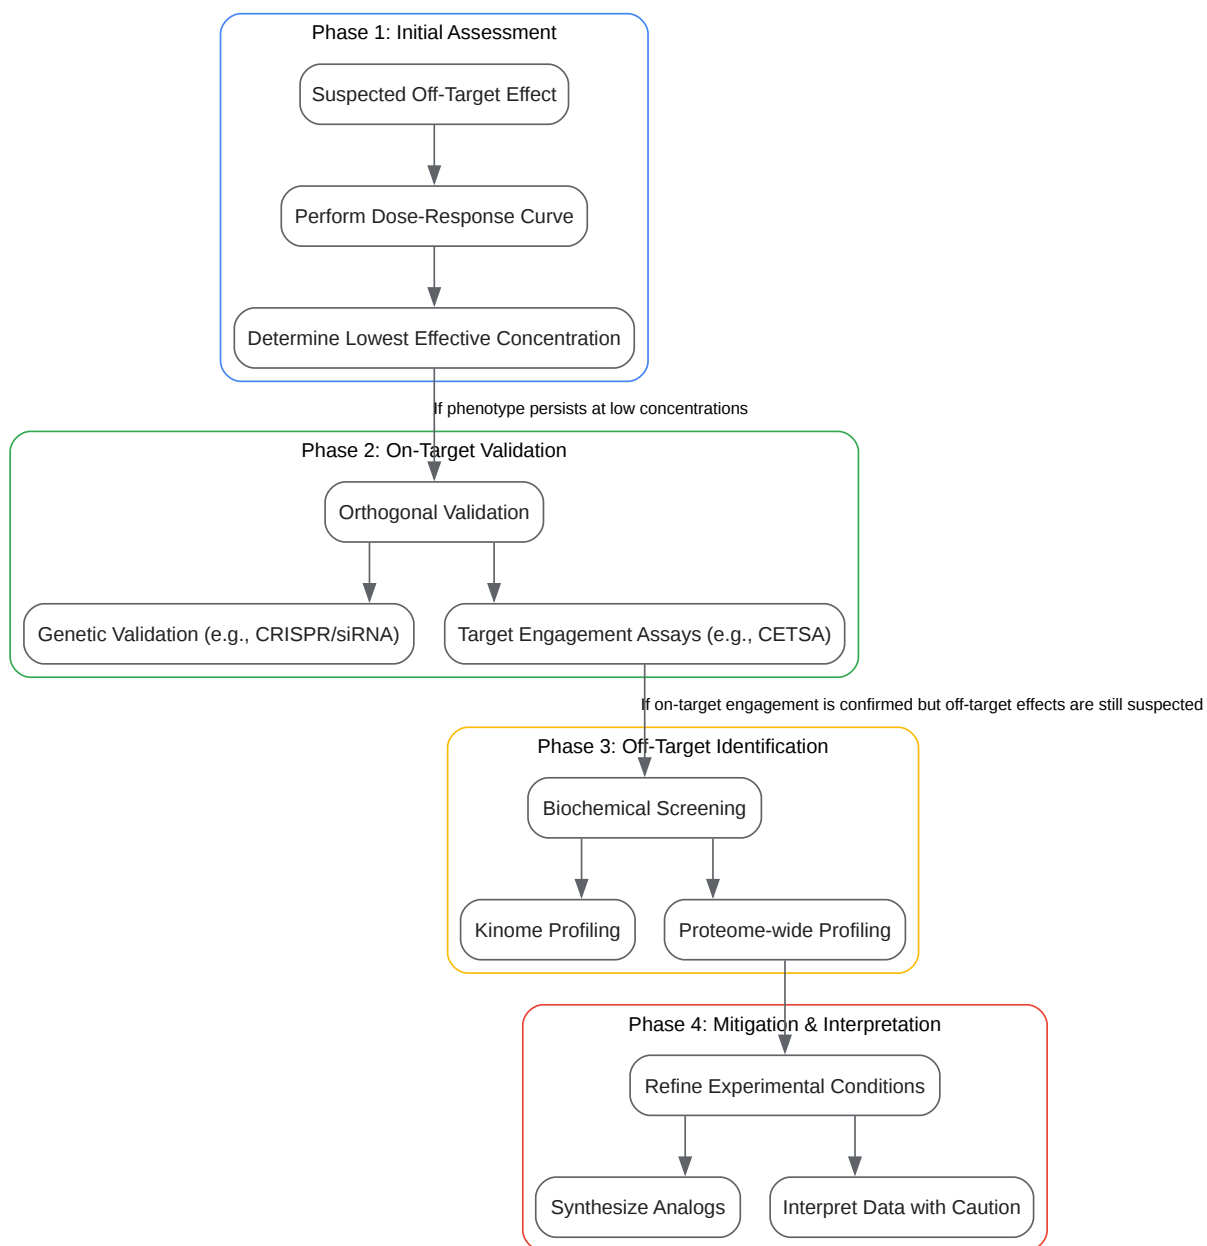 Phase 1: Initial Assessment
Suspected Off-Target Effect
Perform Dose-Response Curve
Determine Lowest Effective Concentration
If phenotype persists at low concentrations
Phase 2: On-Target Validation
Orthogonal Validation
Genetic Validation (e.g., CRISPR/siRNA)
Target Engagement Assays (e.g., CETSA)
If on-target engagement is confirmed but off-target effects are still suspected
Phase 3: Off-Target Identification
Biochemical Screening
Kinome Profiling
Proteome-wide Profiling
Phase 4: Mitigation & Interpretation
Refine Experimental Conditions
Synthesize Analogs
Interpret Data with Caution